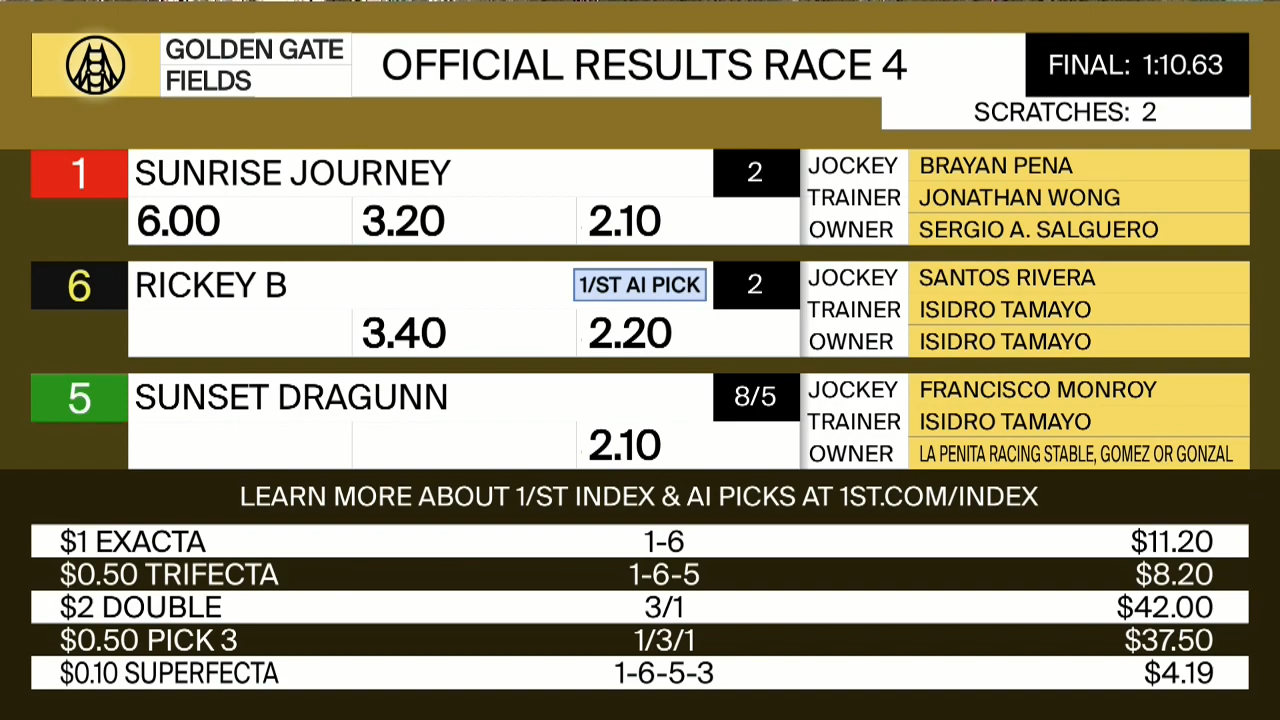 GOLDEN GATE
FIELDS
OFFICIAL RESULTS RACE 4
FINAL: 1:10.63
SCRATCHES: 2
1 SUNRISE JOURNEY 2
6.00 3.20 2.10
JOCKEY BRAYAN PENA
TRAINER JONATHAN WONG
OWNER SERGIO A. SALGUERO
6 RICKEY B 1/ST AI PICK 2
3.40 2.20
JOCKEY SANTOS RIVERA
TRAINER ISIDRO TAMAYO
OWNER ISIDRO TAMAYO
5 SUNSET DRAGUNN 8/5
2.10
JOCKEY FRANCISCO MONROY
TRAINER ISIDRO TAMAYO
OWNER LA PENITA RACING STABLE, GOMEZ OR GONZAL
LEARN MORE ABOUT 1/ST INDEX & AI PICKS AT 1ST.COM/INDEX
$1 EXACTA 1-6 $11.20
$0.50 TRIFECTA 1-6-5 $8.20
$2 DOUBLE 3/1 $42.00
$0.50 PICK 3 1/3/1 $37.50
$0.10 SUPERFECTA 1-6-5-3 $4.19